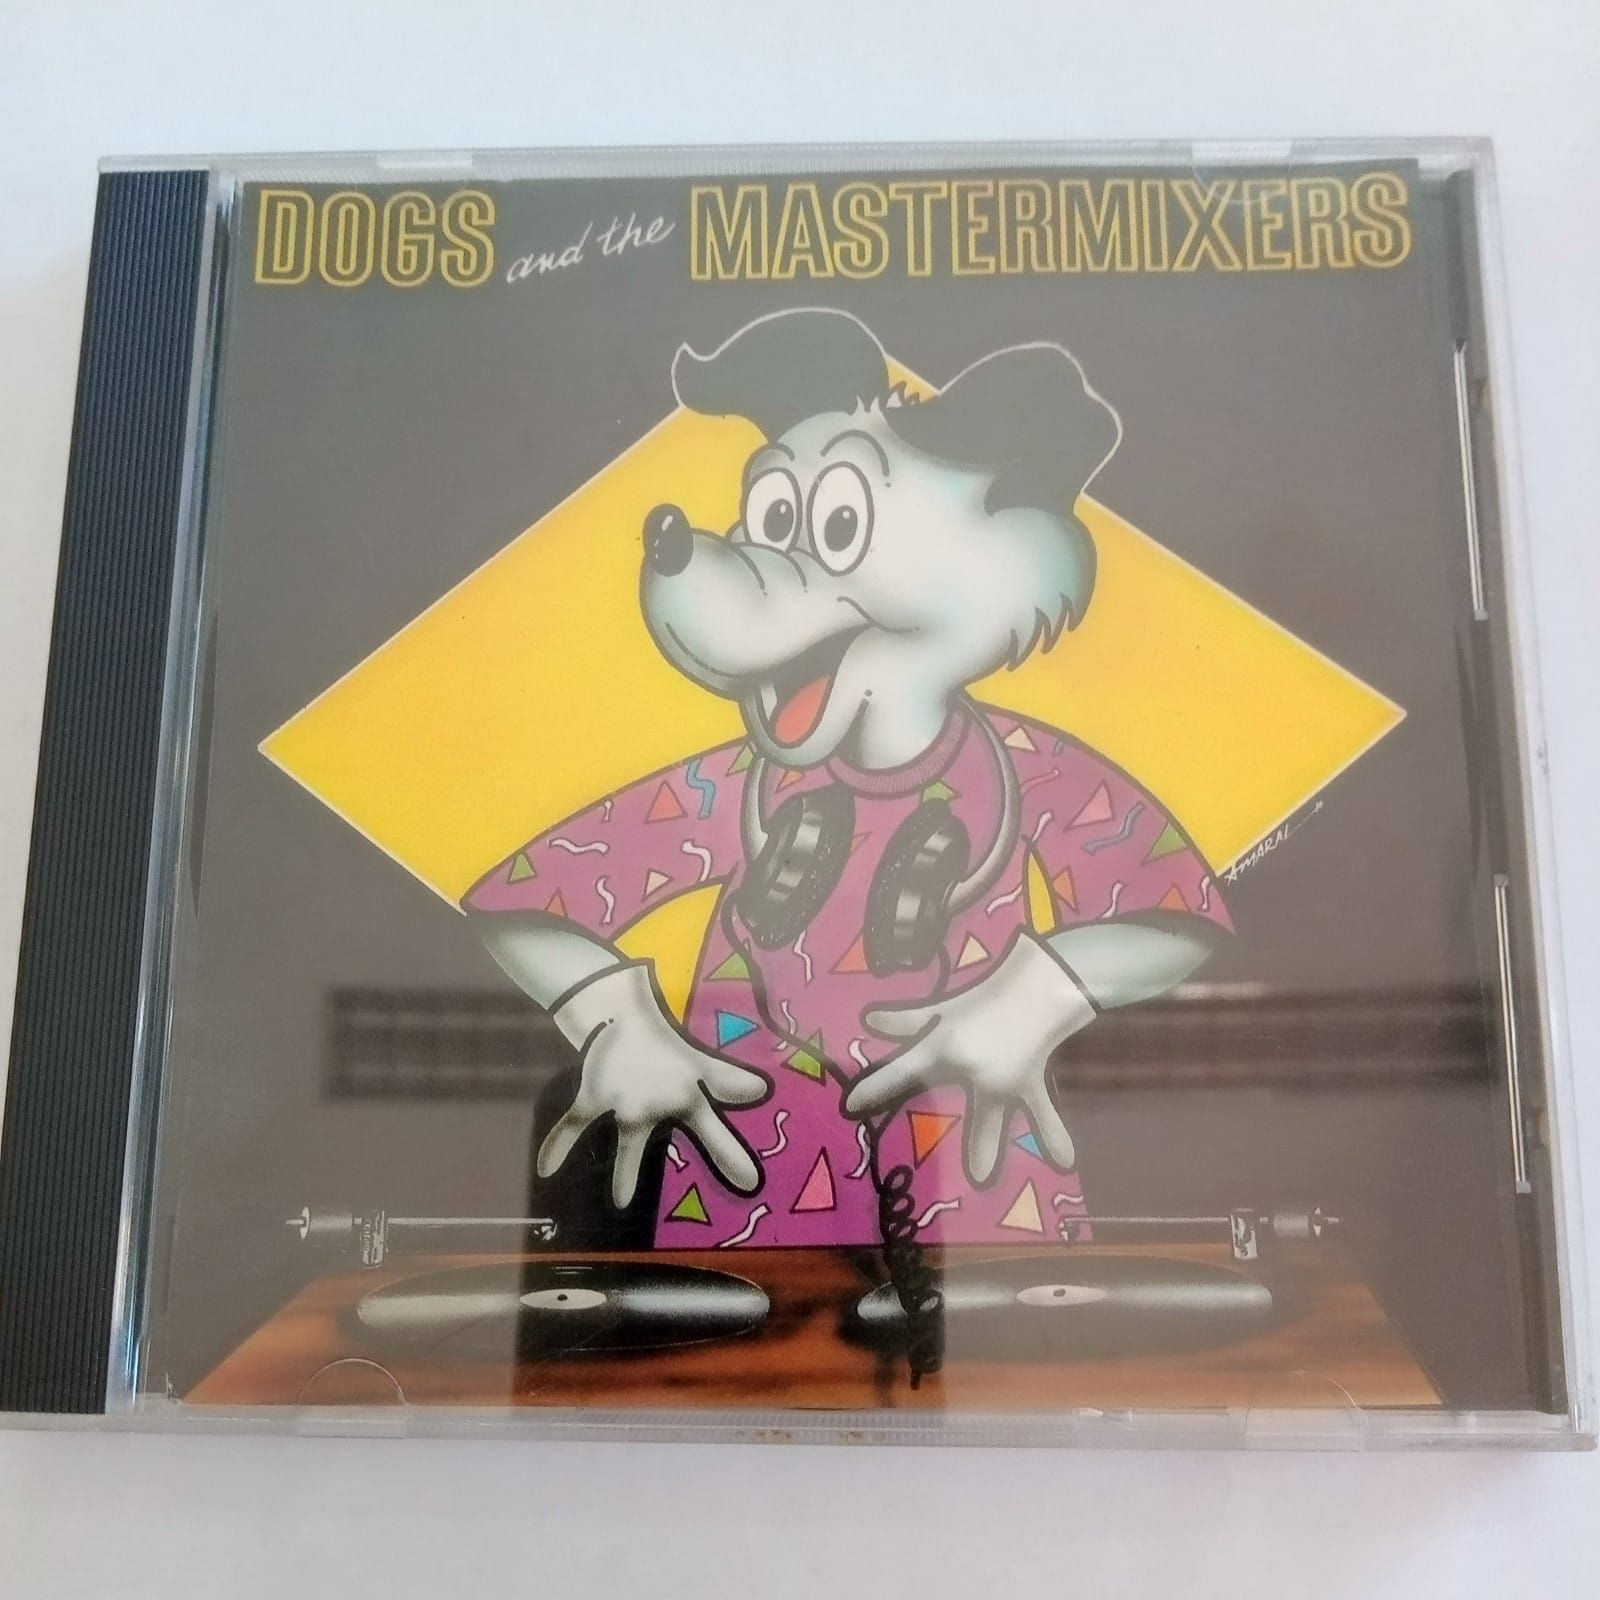 DOGS and the MASTERMIXERS
AMARAL